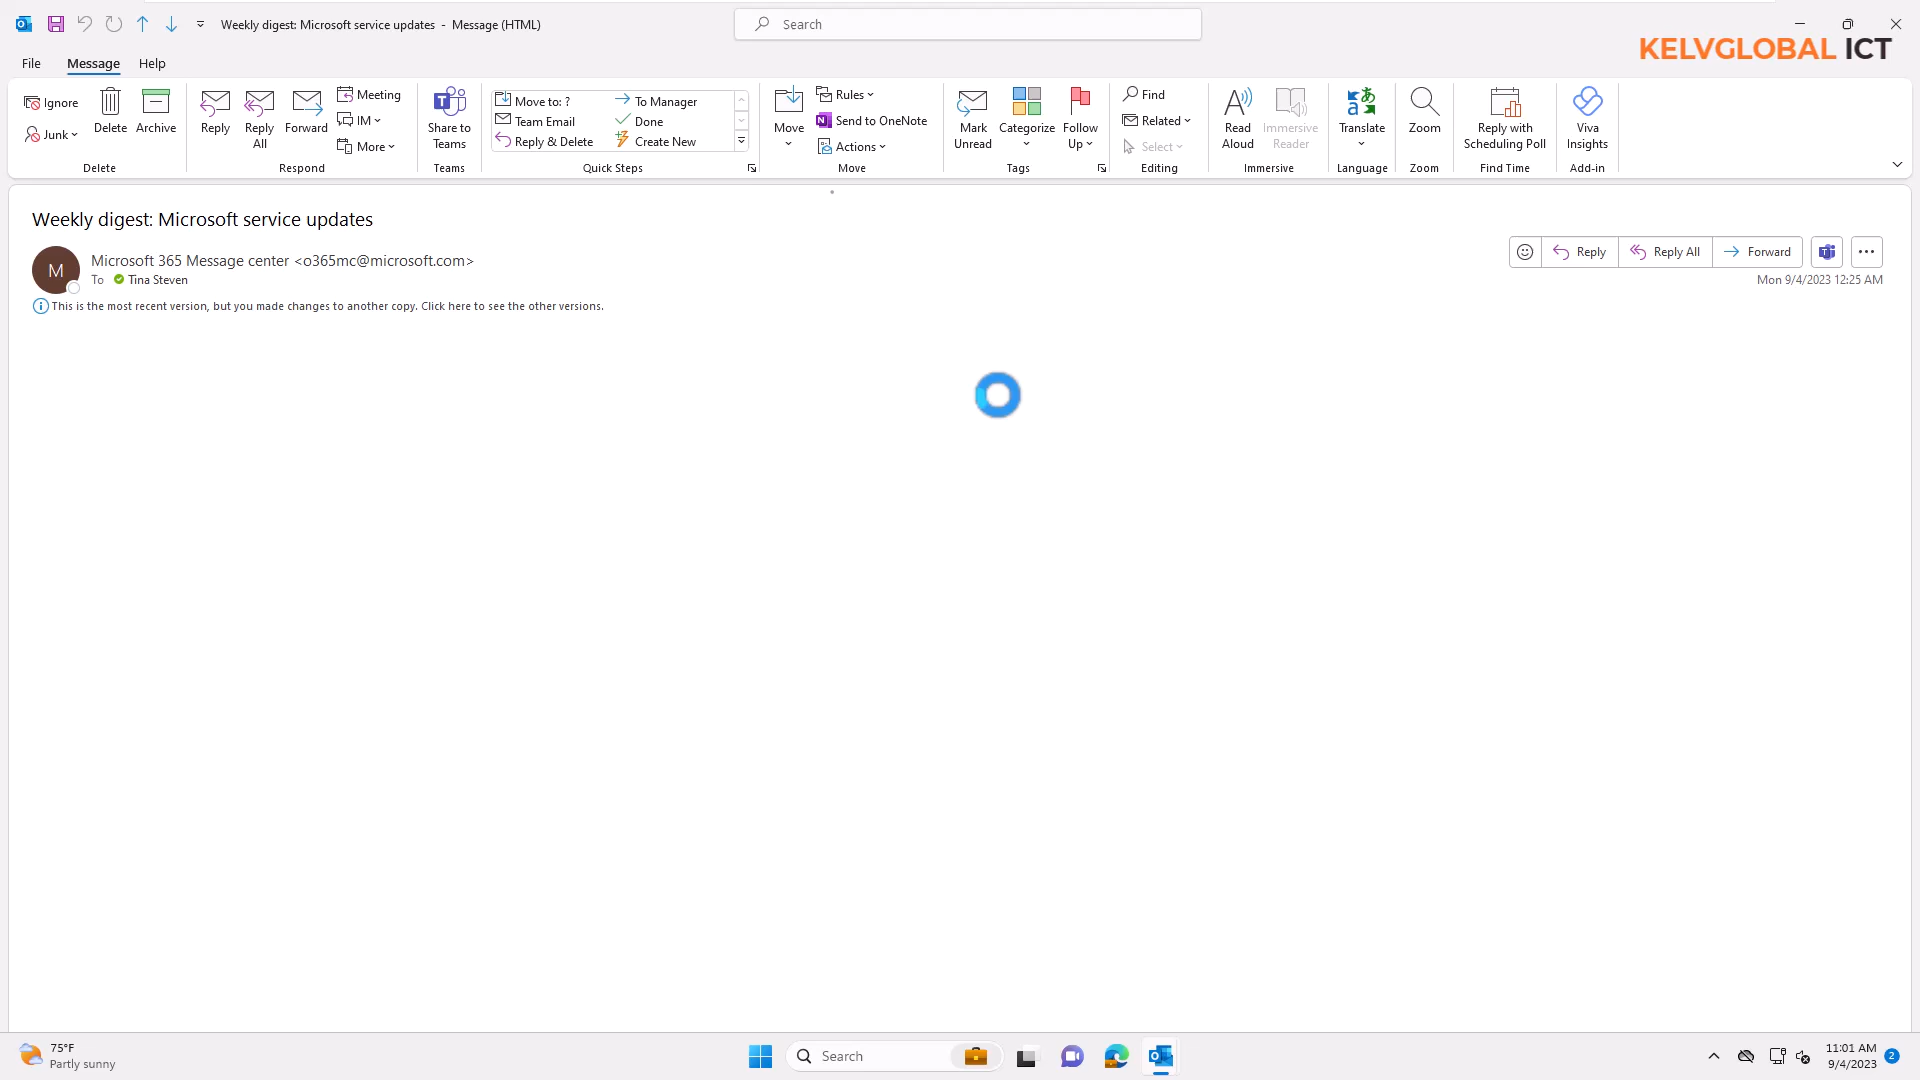 Weekly digest: Microsoft service updates - Message (HTML)
Search
KELVGLOBAL ICT
File
Message
Help
Ignore
Junk
Delete
Archive
Delete
Reply
Reply
All
Forward
Meeting
IM
More
Respond
Share to
Teams
Teams
Move to: ?
Team Email
Reply & Delete
To Manager
Done
Create New
Quick Steps
Move
Rules
Send to OneNote
Actions
Move
Mark
Unread
Categorize
Follow
Up
Tags
Find
Related
Select
Editing
Read
Aloud
Immersive
Reader
Immersive
Translate
Language
Zoom
Zoom
Reply with
Scheduling Poll
Find Time
Viva
Insights
Add-in
Weekly digest: Microsoft service updates
M
Microsoft 365 Message center <o365mc@microsoft.com>
To Tina Steven
Reply
Reply All
Forward
Mon 9/4/2023 12:25 AM
This is the most recent version, but you made changes to another copy. Click here to see the other versions.
75°F
Partly sunny
Search
11:01 AM
9/4/2023
2